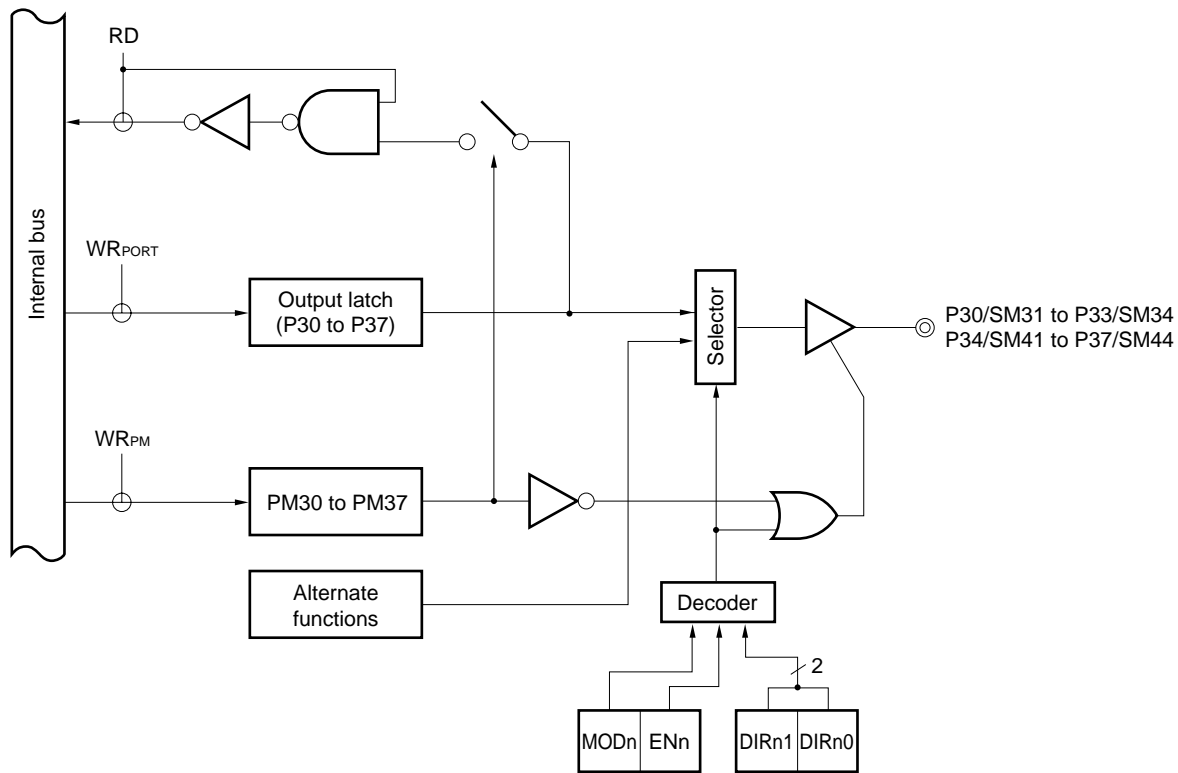 RD
Internal bus
WRPORT
Output latch
(P30 to P37)
Selector
P30/SM31 to P33/SM34
P34/SM41 to P37/SM44
WRPM
PM30 to PM37
Alternate
functions
Decoder
2
MODn
ENn
DIRn1
DIRn0